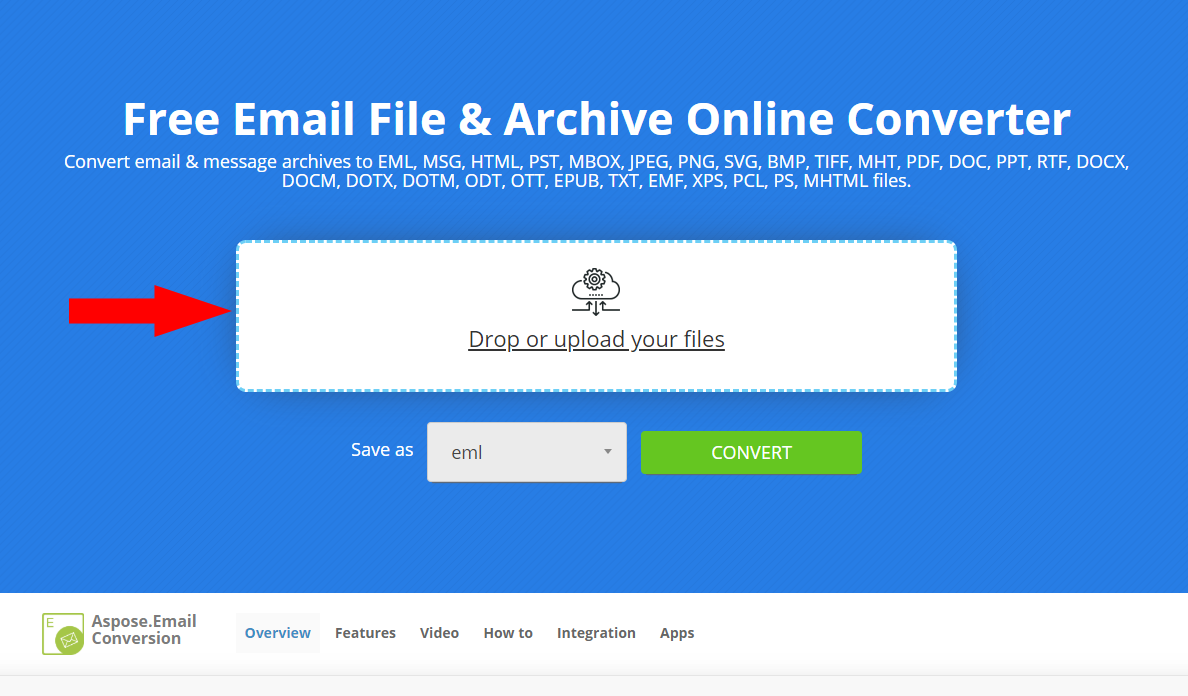 Free Email File & Archive Online Converter
Convert email & message archives to EML, MSG, HTML, PST, MBOX, JPEG, PNG, SVG, BMP, TIFF, MHT, PDF, DOC, PPT, RTF, DOCX,
DOCM, DOTX, DOTM, ODT, OTT, EPUB, TXT, EMF, XPS, PCL, PS, MHTML files.
Drop or upload your files
Save as eml CONVERT
E
Aspose.Email
Conversion
Overview Features Video How to Integration Apps